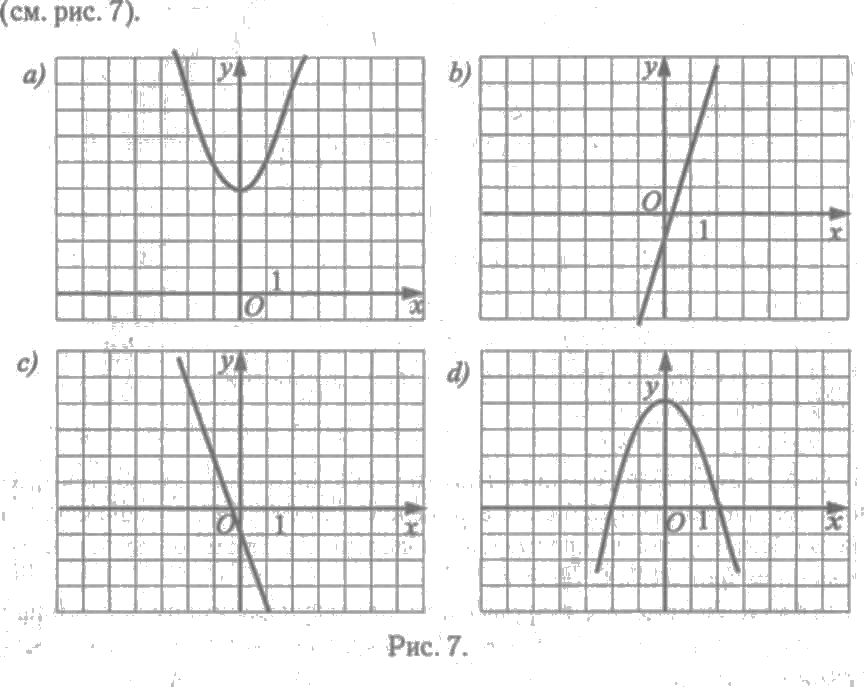 (см. рис. 7).
a) y 1 O x
b) y O 1 x
c) y O 1 x
d) y O 1 x
Рис. 7.